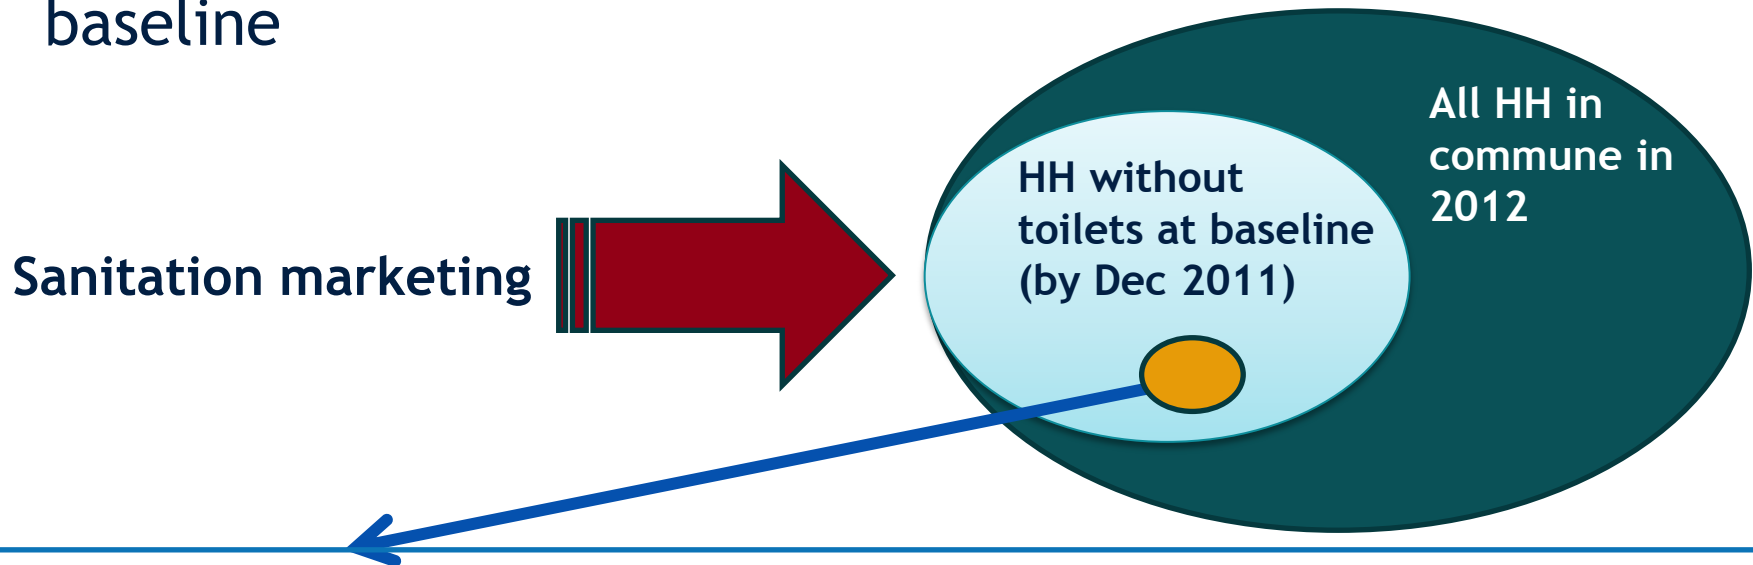 baseline
All HH in
commune in
2012
HH without
toilets at baseline
(by Dec 2011)
Sanitation marketing